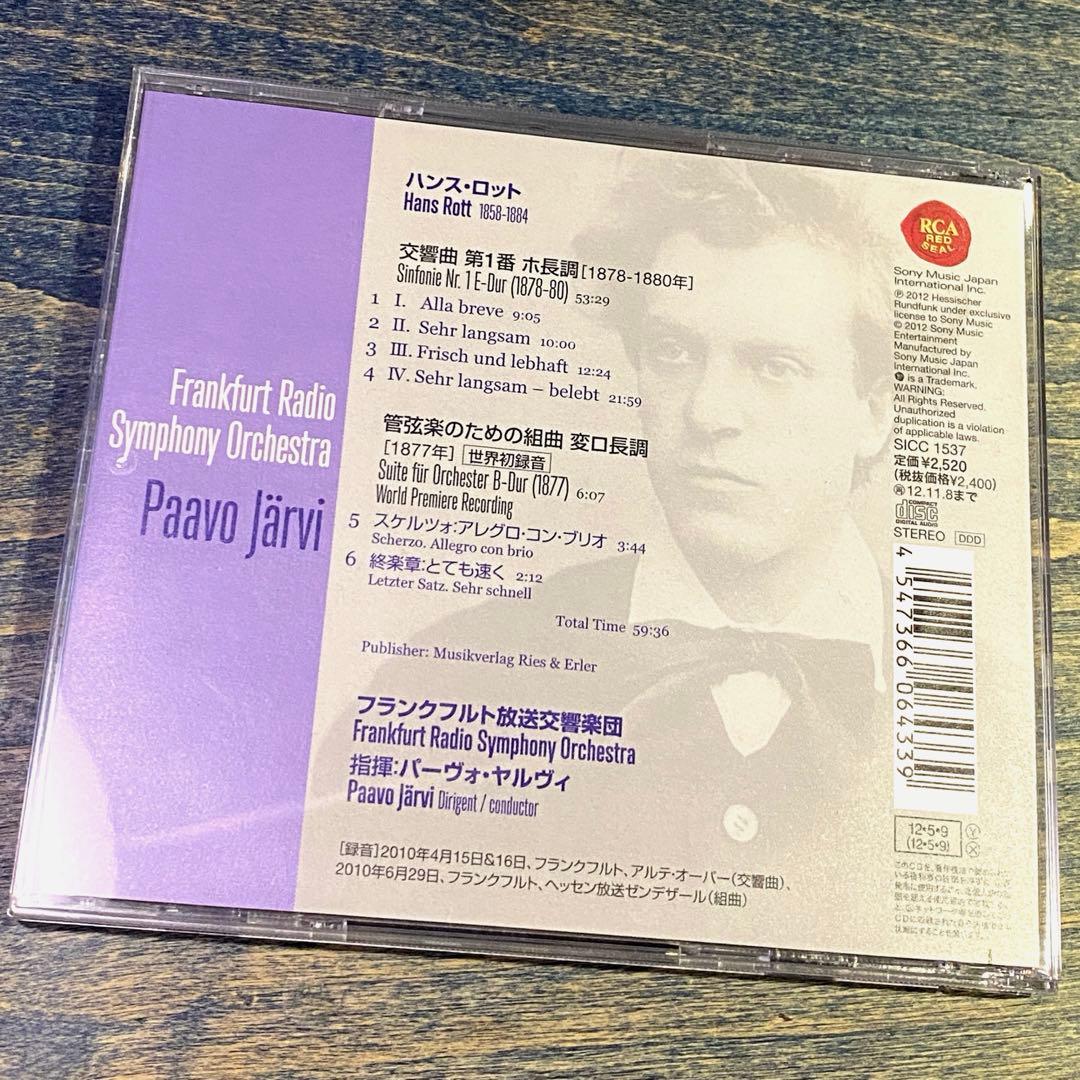 Frankfurt Radio
Symphony Orchestra
Paavo Järvi
ハンス・ロット
Hans Rott 1858-1884
交響曲 第1番 ホ長調[1878-1880年]
Sinfonie Nr. 1 E-Dur (1878-80) 53:29
1 I. Alla breve 9:05
2 II. Sehr langsam 10:00
3 III. Frisch und lebhaft 12:24
4 IV. Sehr langsam – belebt 21:59
管弦楽のための組曲 変ロ長調
[1877年] 世界初録音
Suite für Orchester B-Dur (1877) 6:07
World Premiere Recording
5 スケルツォ:アレグロ・コン・ブリオ 3:44
Scherzo. Allegro con brio
6 終楽章:とても速く 2:12
Letzter Satz. Sehr schnell
Total Time 59:36
Publisher: Musikverlag Ries & Erler
フランクフルト放送交響楽団
Frankfurt Radio Symphony Orchestra
指揮:パーヴォ・ヤルヴィ
Paavo Järvi Dirigent / conductor
[録音]2010年4月15日&16日、フランクフルト、アルテ・オーパー(交響曲)、
2010年6月29日、フランクフルト、ヘッセン放送ゼンデザール(組曲)
RCA
RED
SEAL
Sony Music Japan
International Inc.
℗ 2012 Hessischer
Rundfunk under exclusive
license to Sony Music
© 2012 Sony Music
Entertainment
Manufactured by
Sony Music Japan
International Inc.
is a Trademark.
WARNING:
All Rights Reserved.
Unauthorized
duplication is a violation
of applicable laws.
SICC 1537
定価¥2,520
(税抜価格¥2,400)
再12.11.8まで
COMPACT
disc
DIGITAL AUDIO
STEREO DDD
4 547366 064339
12・5・9
(12・5・9)
Y
X